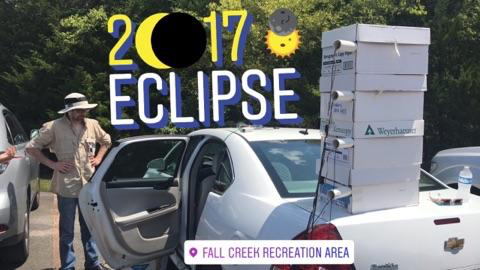 2017
ECLIPSE
Weyerhaeuser
FALL CREEK RECREATION AREA